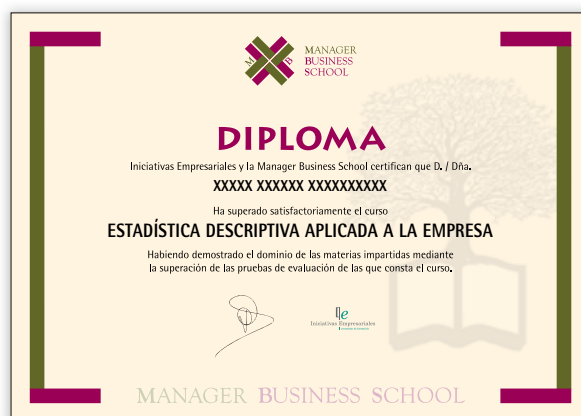 M B
MANAGER
BUSINESS
SCHOOL
DIPLOMA
Iniciativas Empresariales y la Manager Business School certifican que D. / Dña.
XXXXX XXXXXX XXXXXXXXXX
Ha superado satisfactoriamente el curso
ESTADÍSTICA DESCRIPTIVA APLICADA A LA EMPRESA
Habiendo demostrado el dominio de las materias impartidas mediante
la superación de las pruebas de evaluación de las que consta el curso.
Ie
Iniciativas Empresariales
MANAGER BUSINESS SCHOOL